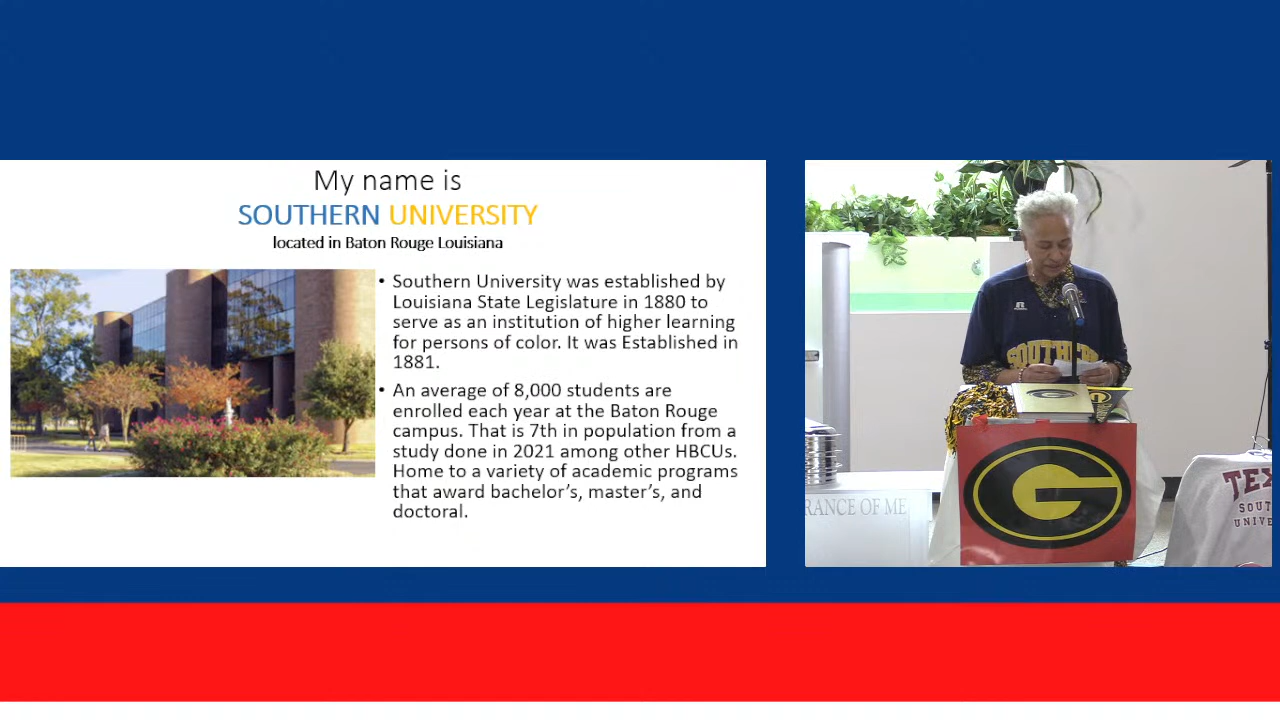 My name is
SOUTHERN UNIVERSITY
located in Baton Rouge Louisiana
• Southern University was established by
Louisiana State Legislature in 1880 to
serve as an institution of higher learning
for persons of color. It was Established in
1881.
• An average of 8,000 students are
enrolled each year at the Baton Rouge
campus. That is 7th in population from a
study done in 2021 among other HBCUs.
Home to a variety of academic programs
that award bachelor’s, master’s, and
doctoral.
SOUTHERN
G
RANCE OF ME
TEX
SOUT
UNIVE